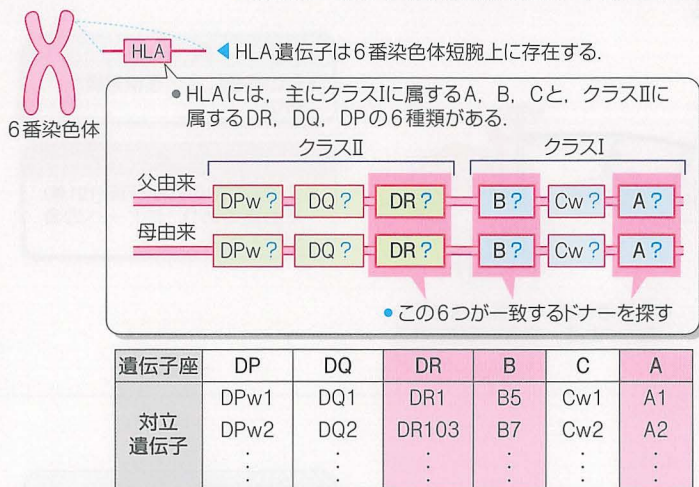 HLA
◀HLA遺伝子は6番染色体短腕上に存在する.
6番染色体
●HLAには，主にクラスⅠに属するA，B，Cと，クラスⅡに
属するDR，DQ，DPの6種類がある.
クラスⅡ クラスⅠ
父由来
DPw? DQ? DR? B? Cw? A?
母由来
DPw? DQ? DR? B? Cw? A?
●この6つが一致するドナーを探す
遺伝子座 DP DQ DR B C A
対立
遺伝子
DPw1 DQ1 DR1 B5 Cw1 A1
DPw2 DQ2 DR103 B7 Cw2 A2
: : : : : :